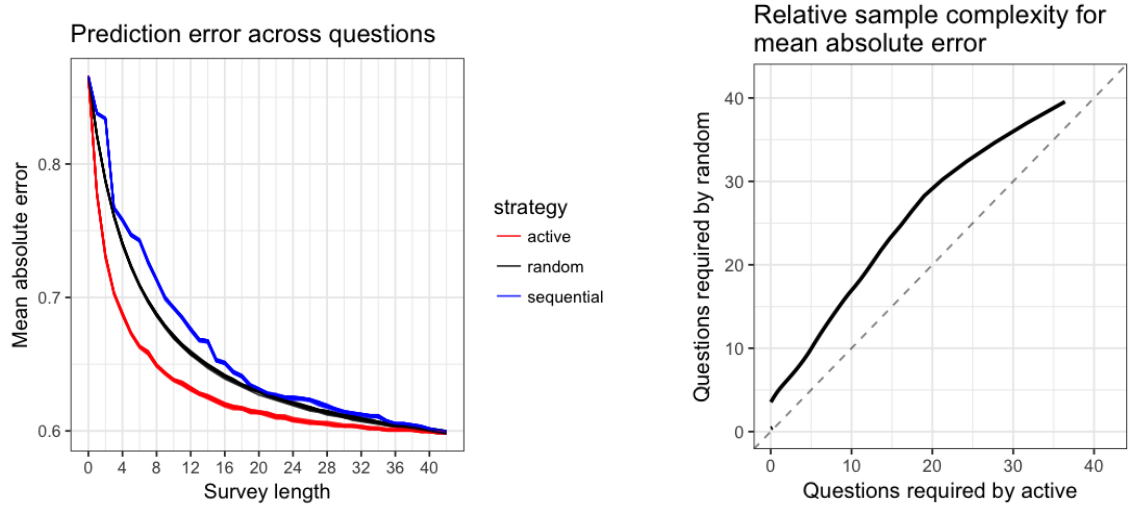 Prediction error across questions
Mean absolute error
0.8
0.7
0.6
0 4 8 12 16 20 24 28 32 36 40
Survey length
strategy
active
random
sequential
Relative sample complexity for
mean absolute error
Questions required by random
40
30
20
10
0
0 10 20 30 40
Questions required by active